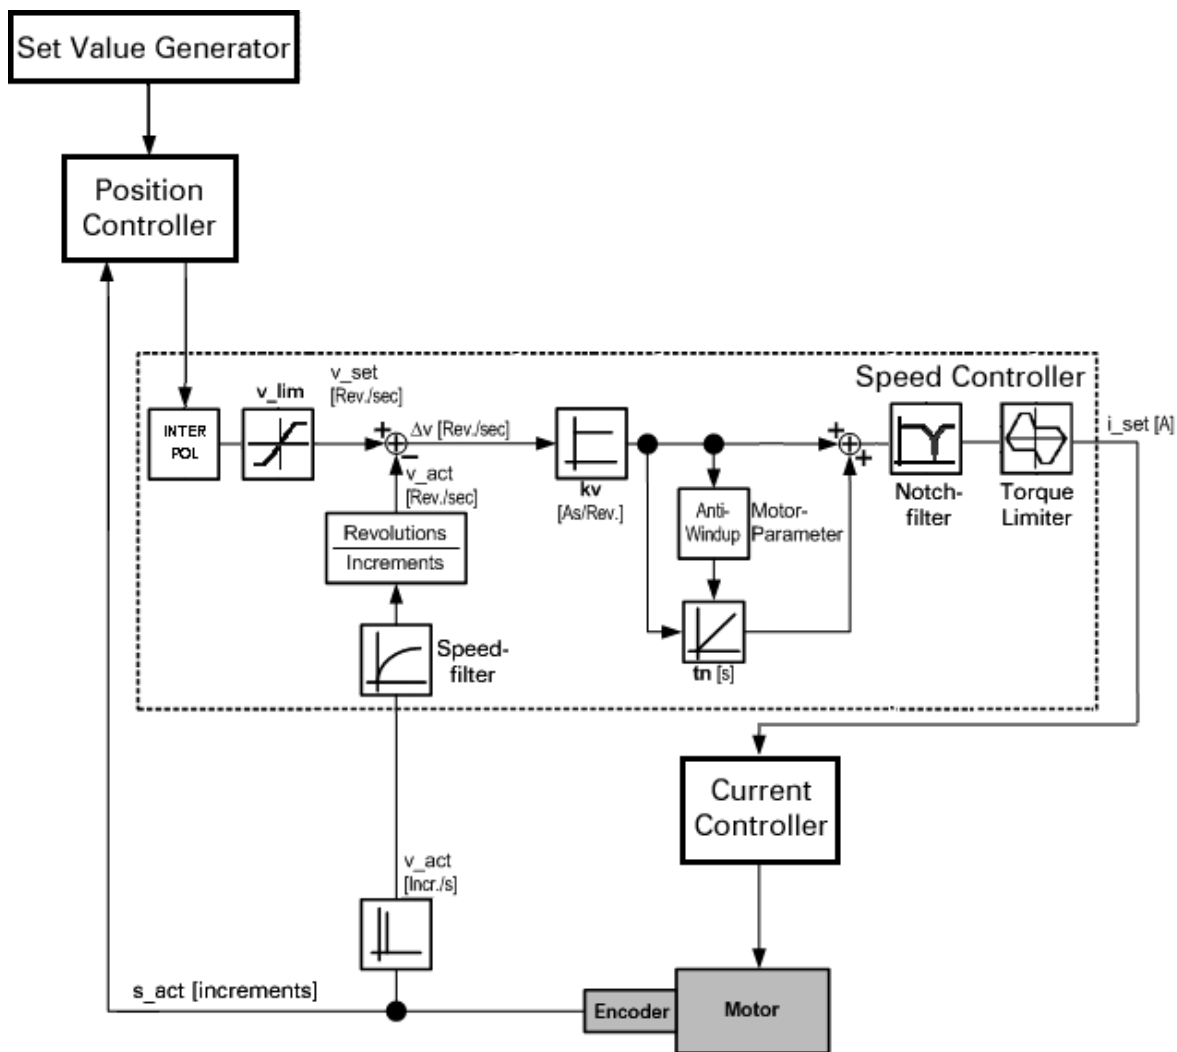 Set Value Generator
Position
Controller
Speed Controller
v_set
[Rev./sec]
v_lim
INTER
POL
+
−
Δv [Rev./sec]
v_act
[Rev./sec]
kv
[As/Rev.]
+
+
i_set [A]
Notch-
filter
Torque
Limiter
Anti-
Windup
Motor-
Parameter
Revolutions
Increments
Speed-
filter
tn [s]
Current
Controller
v_act
[Incr./s]
s_act [increments]
Encoder
Motor